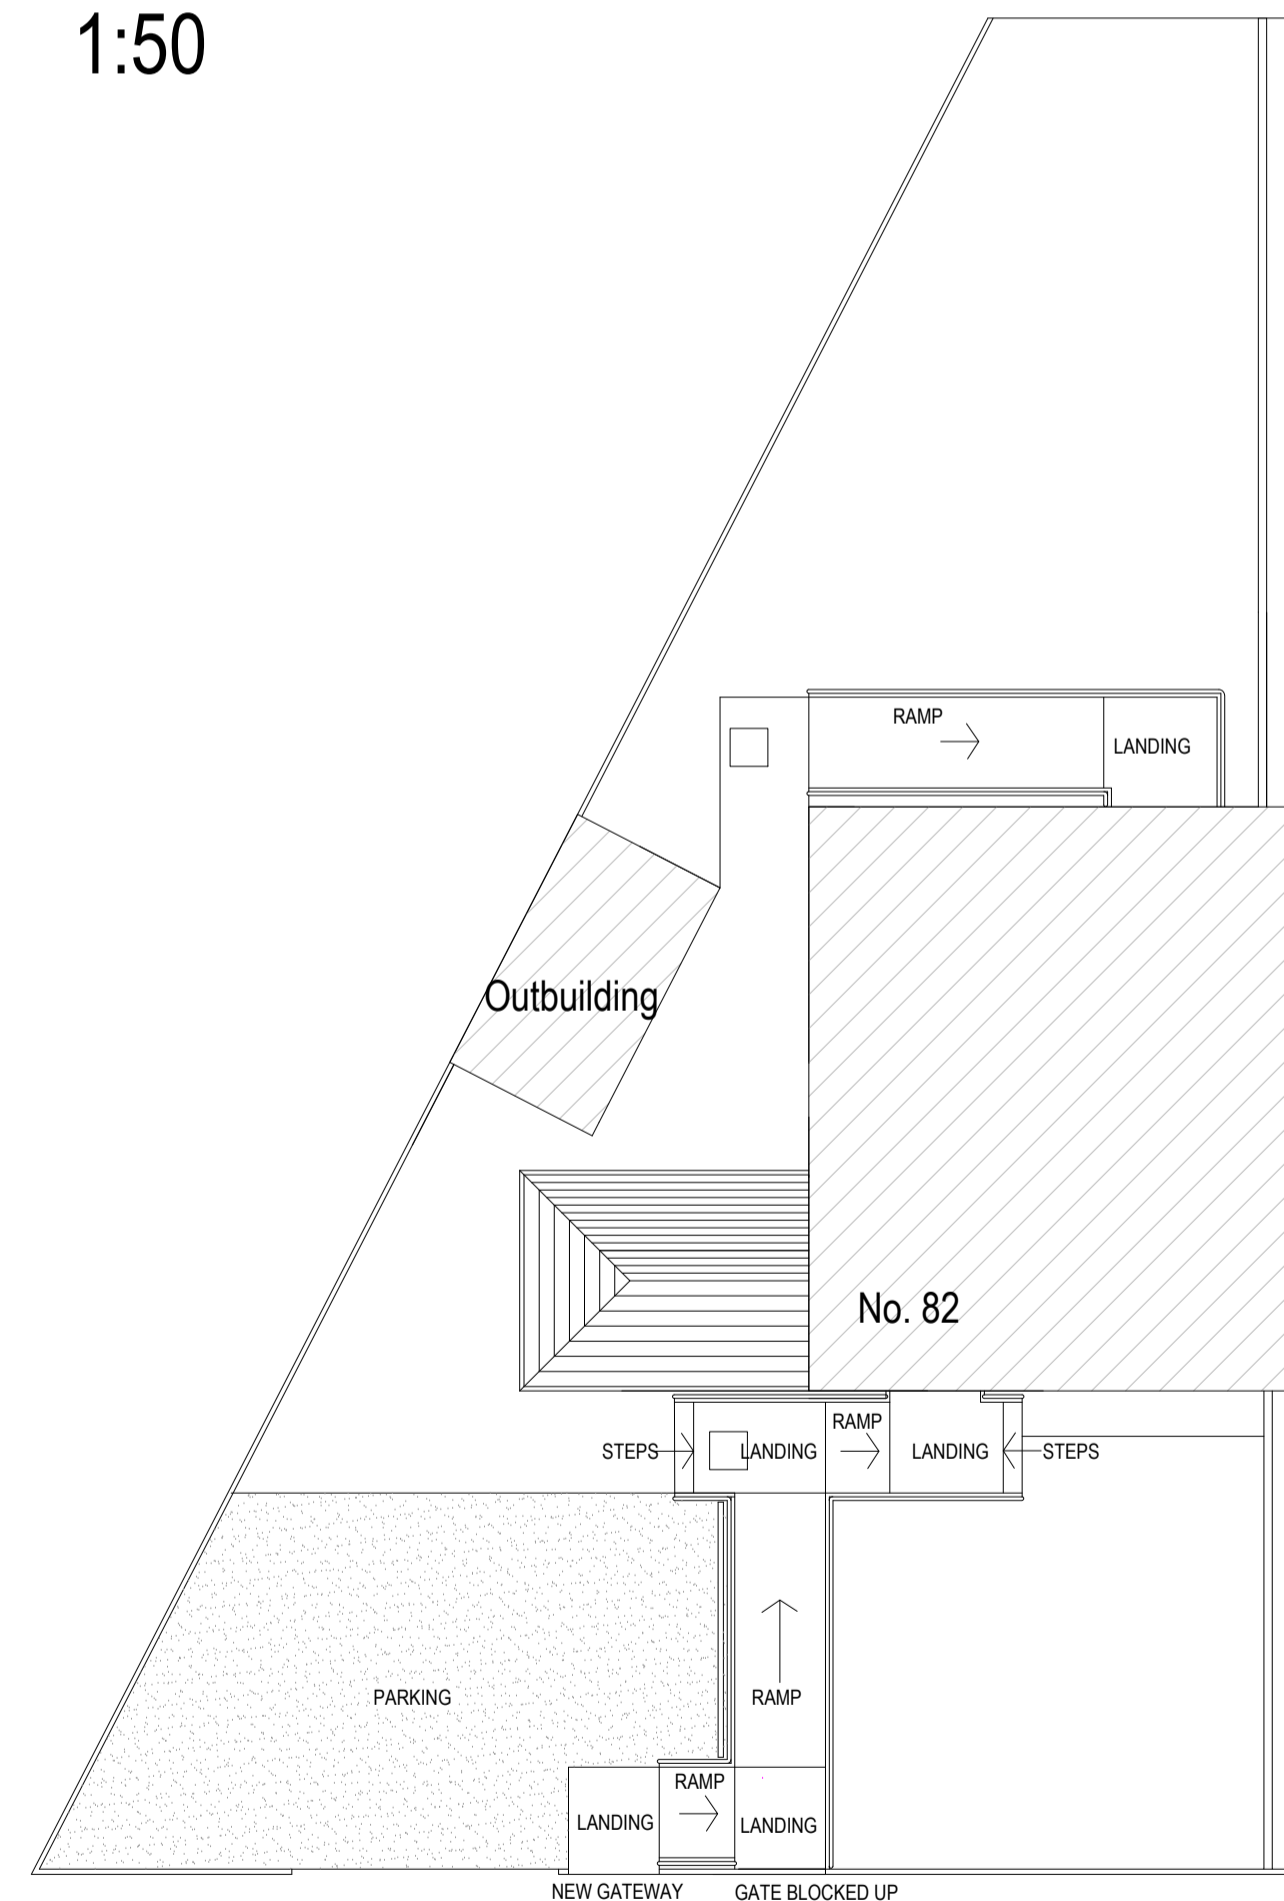 1:50
RAMP
LANDING
Outbuilding
No. 82
RAMP
STEPS
LANDING
LANDING
STEPS
PARKING
RAMP
RAMP
LANDING
LANDING
NEW GATEWAY
GATE BLOCKED UP